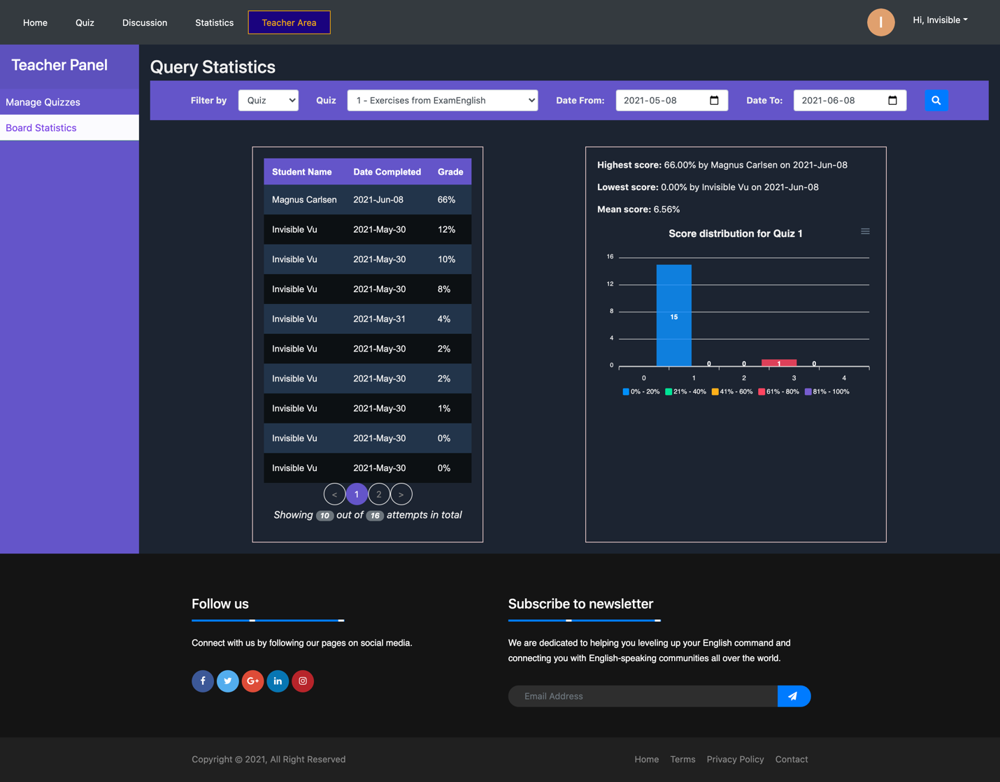 Home Quiz Discussion Statistics Teacher Area I Hi, Invisible
Teacher Panel
Manage Quizzes
Board Statistics
Query Statistics
Filter by Quiz Quiz 1 - Exercises from ExamEnglish Date From: 2021-05-08 Date To: 2021-06-08
Student Name Date Completed Grade
Magnus Carlsen 2021-Jun-08 66%
Invisible Vu 2021-May-30 12%
Invisible Vu 2021-May-30 10%
Invisible Vu 2021-May-30 8%
Invisible Vu 2021-May-31 4%
Invisible Vu 2021-May-30 2%
Invisible Vu 2021-May-30 2%
Invisible Vu 2021-May-30 1%
Invisible Vu 2021-May-30 0%
Invisible Vu 2021-May-30 0%
< 1 2 >
Showing 10 out of 16 attempts in total
Highest score: 66.00% by Magnus Carlsen on 2021-Jun-08
Lowest score: 0.00% by Invisible Vu on 2021-Jun-08
Mean score: 6.56%
Score distribution for Quiz 1
16
12
8
15
4
0
0 0 1 0
0 1 2 3 4
0% - 20% 21% - 40% 41% - 60% 61% - 80% 81% - 100%
Follow us
Connect with us by following our pages on social media.
f G+ in
Subscribe to newsletter
We are dedicated to helping you leveling up your English command and
connecting you with English-speaking communities all over the world.
Email Address
Copyright © 2021, All Right Reserved
Home Terms Privacy Policy Contact